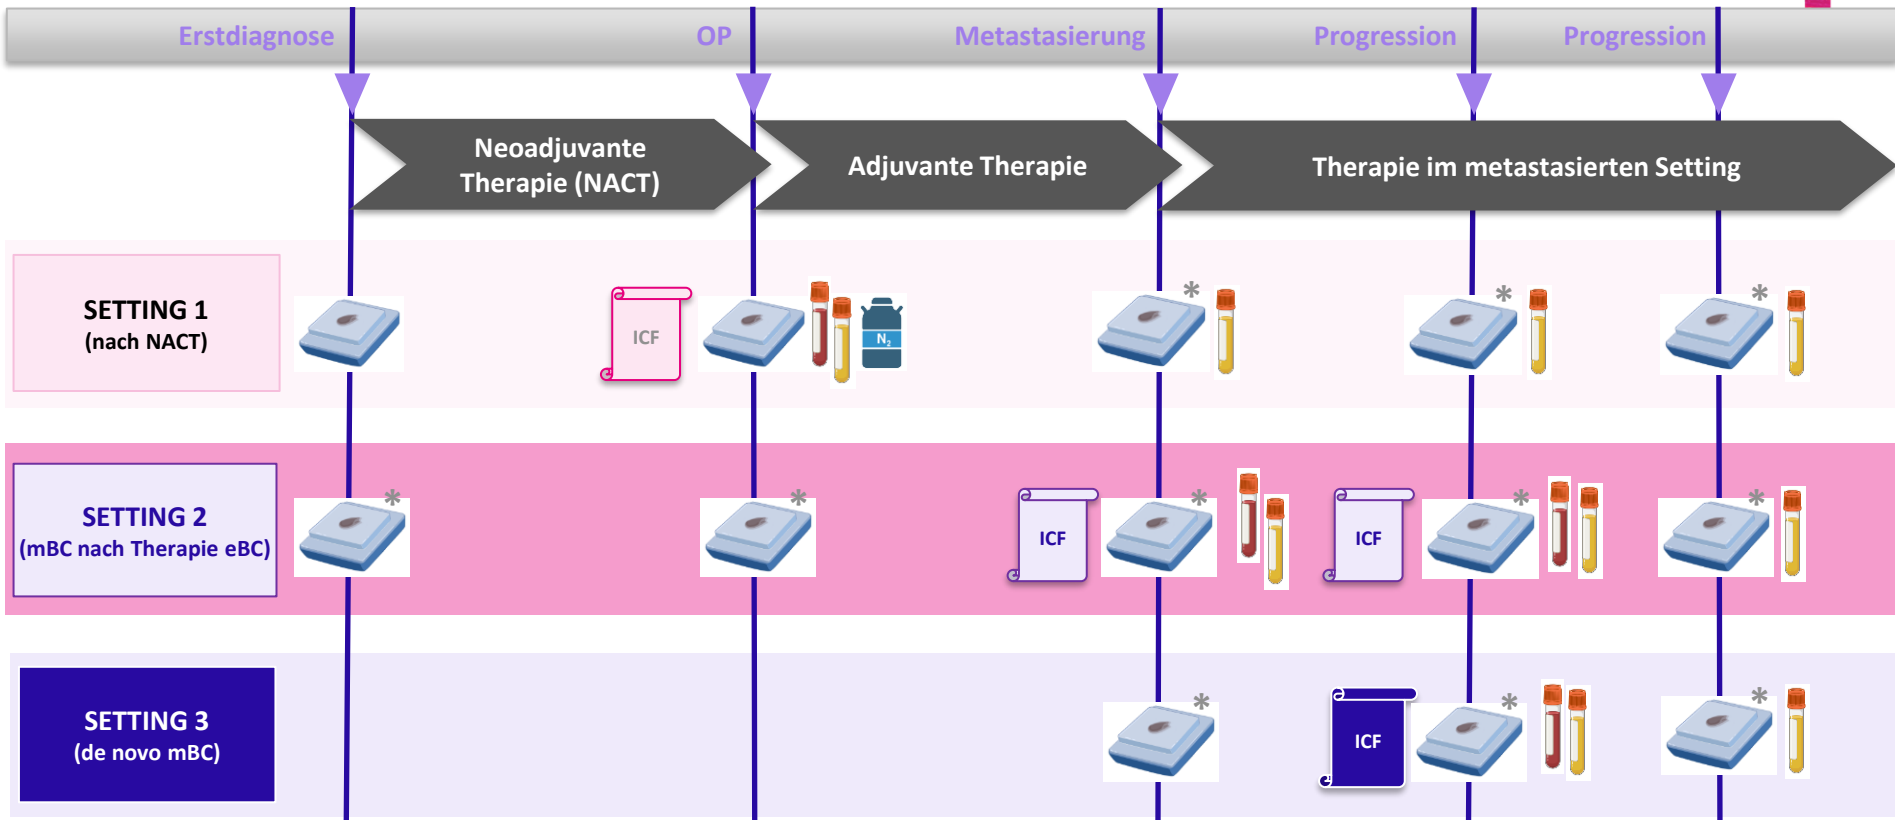 Erstdiagnose
OP
Metastasierung
Progression
Progression
Neoadjuvante
Therapie (NACT)
Adjuvante Therapie
Therapie im metastasierten Setting
SETTING 1
(nach NACT)
ICF
N₂
*
*
*
SETTING 2
(mBC nach Therapie eBC)
*
*
ICF
*
ICF
*
*
SETTING 3
(de novo mBC)
*
ICF
*
*